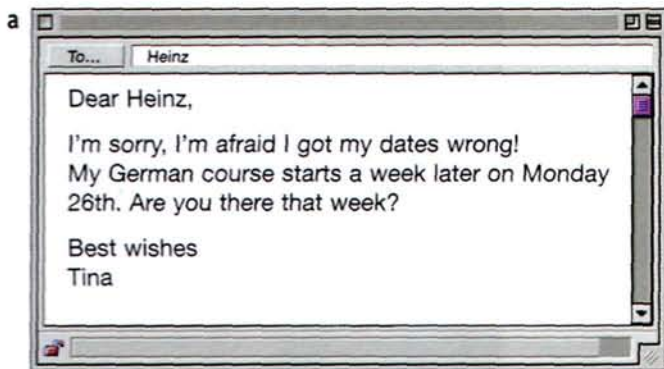 a
To... Heinz
Dear Heinz,
I'm sorry, I'm afraid I got my dates wrong!
My German course starts a week later on Monday
26th. Are you there that week?
Best wishes
Tina